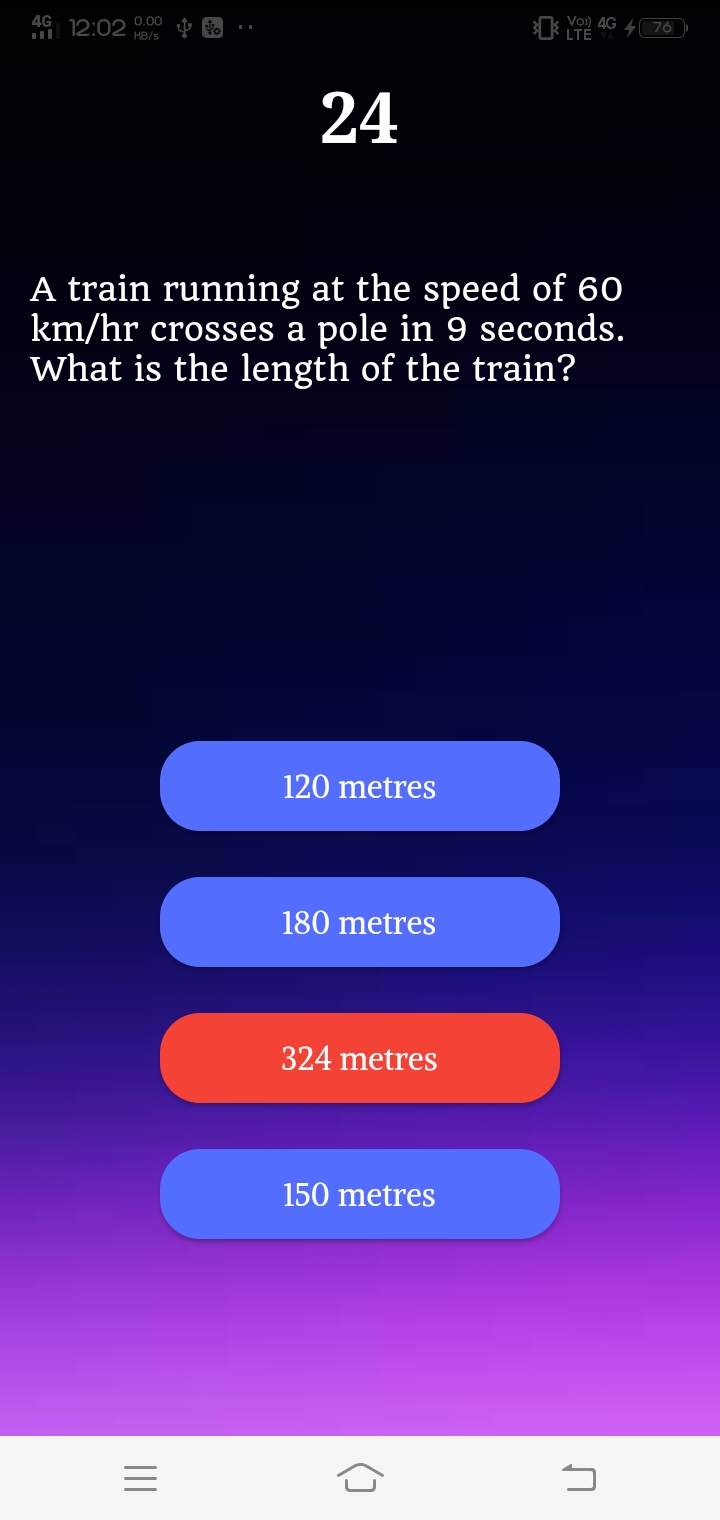 4G 12:02 0.00 KB/s VoLTE 4G 76
24
A train running at the speed of 60
km/hr crosses a pole in 9 seconds.
What is the length of the train?
120 metres
180 metres
324 metres
150 metres